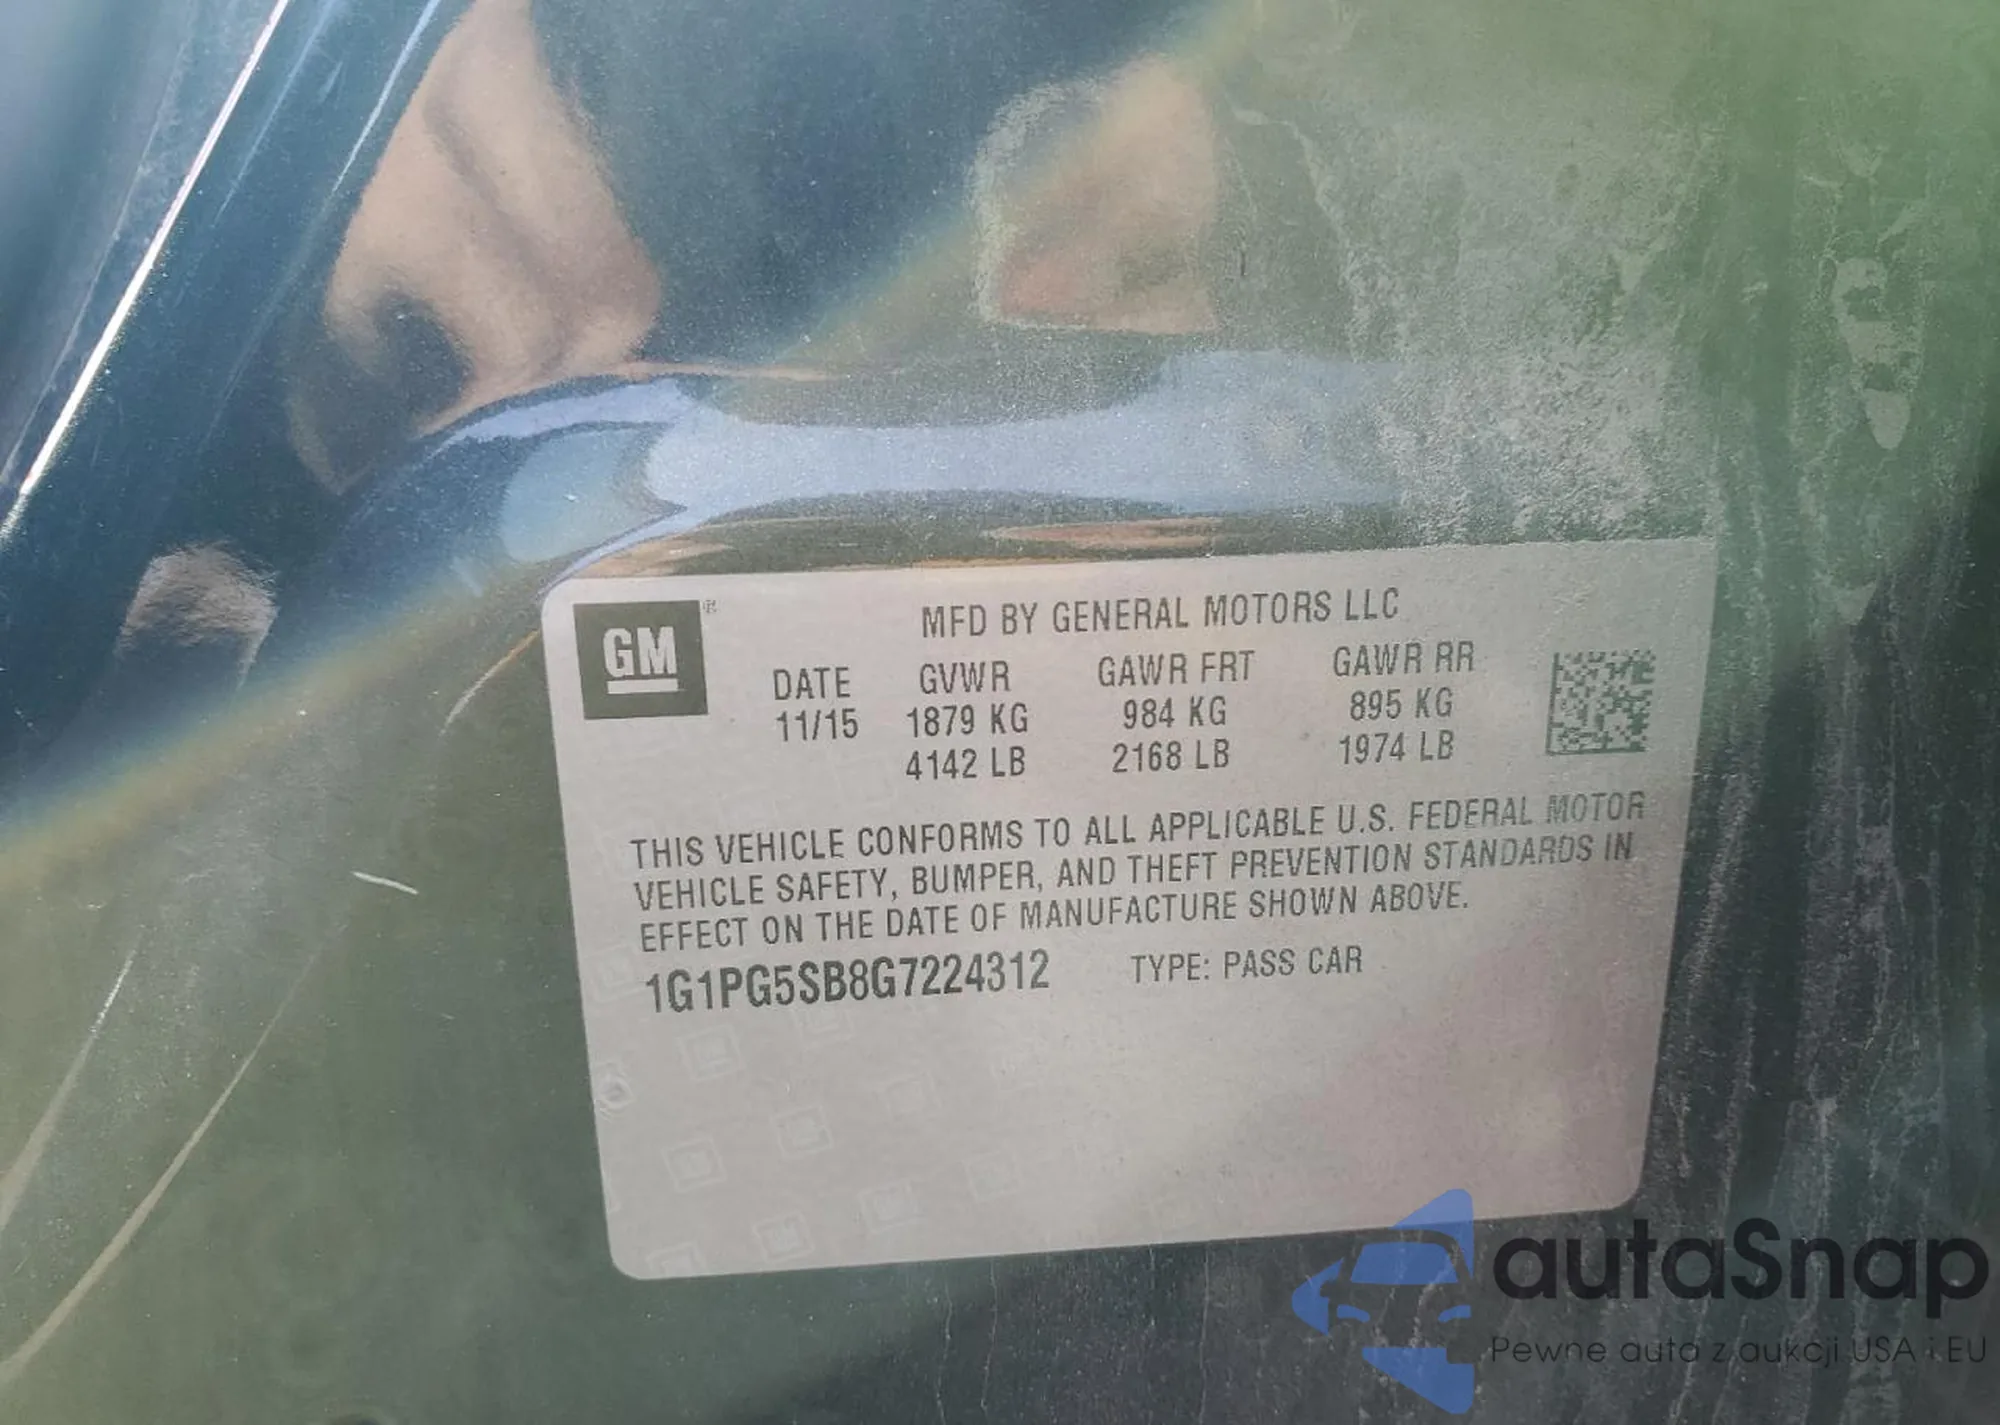 GM®
MFD BY GENERAL MOTORS LLC
DATE GVWR GAWR FRT GAWR RR
11/15 1879 KG 984 KG 895 KG
4142 LB 2168 LB 1974 LB
THIS VEHICLE CONFORMS TO ALL APPLICABLE U.S. FEDERAL MOTOR
VEHICLE SAFETY, BUMPER, AND THEFT PREVENTION STANDARDS IN
EFFECT ON THE DATE OF MANUFACTURE SHOWN ABOVE.
1G1PG5SB8G7224312 TYPE: PASS CAR
autaSnap
Pewne auta z aukcji USA i EU